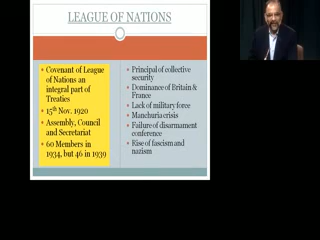 LEAGUE OF NATIONS
• Covenant of League
of Nations an
integral part of
Treaties
• 15th Nov. 1920
• Assembly, Council
and Secretariat
• 60 Members in
1934, but 46 in 1939
• Principal of collective
security
• Dominance of Britain &
France
• Lack of military force
• Manchuria crisis
• Failure of disarmament
conference
• Rise of fascism and
nazism